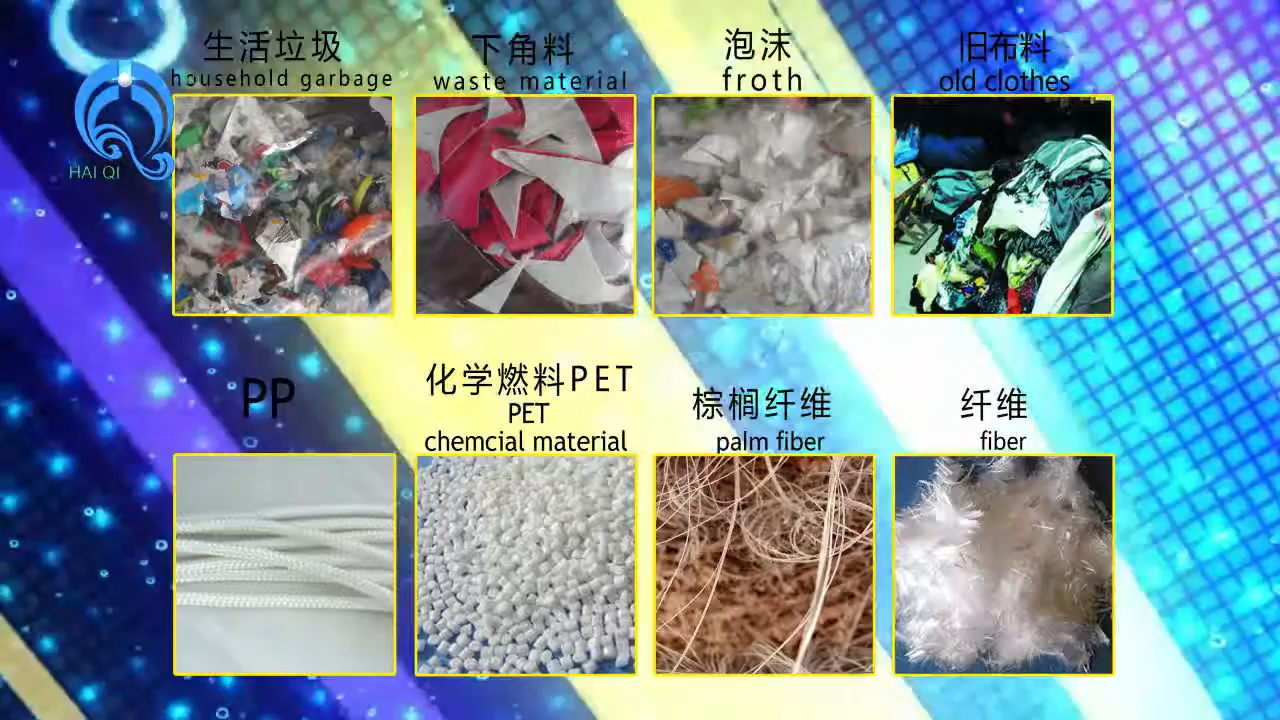 生活垃圾
household garbage
下角料
waste material
泡沫
froth
旧布料
old clothes
HAI QI
PP
化学燃料PET
PET
chemcial material
棕榈纤维
palm fiber
纤维
fiber